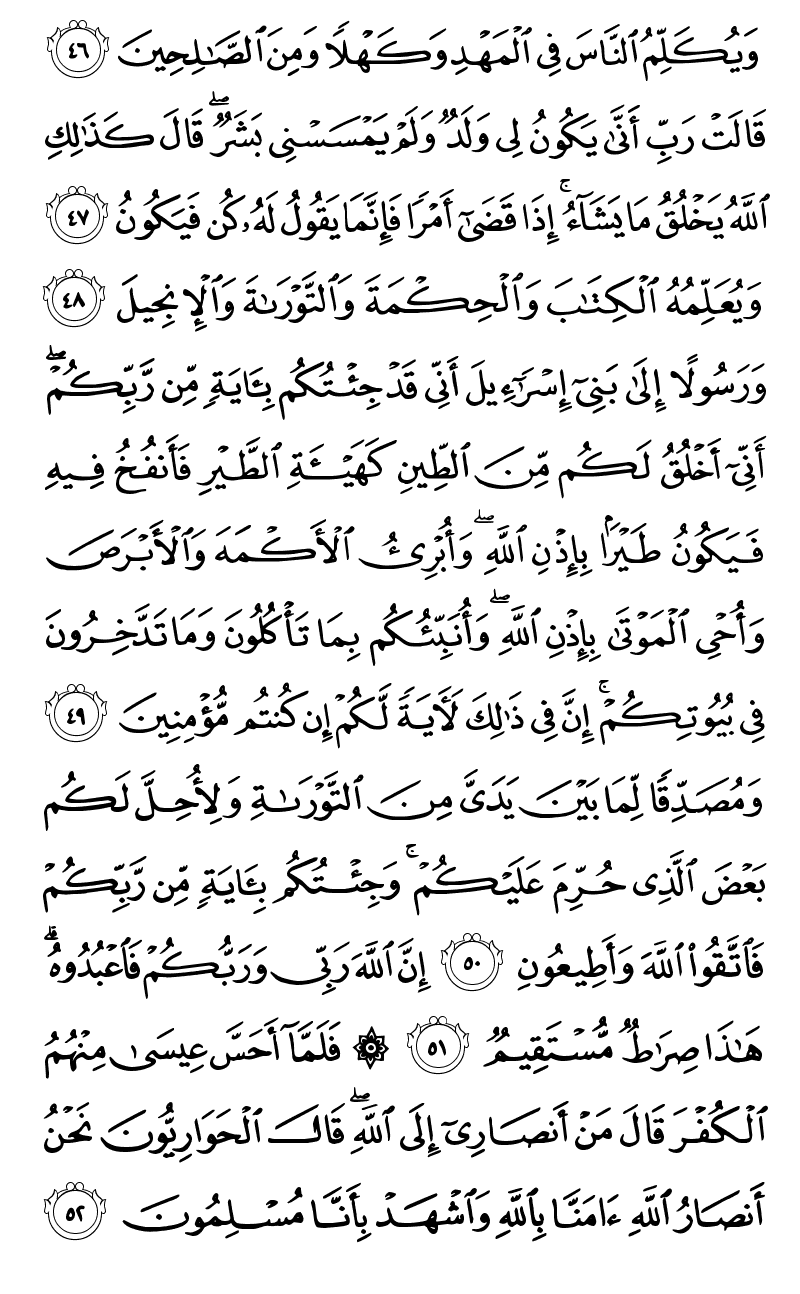 وَيُكَلِّمُ ٱلنَّاسَ فِي ٱلۡمَهۡدِ وَكَهۡلٗا وَمِنَ ٱلصَّٰلِحِينَ ٤٦
قَالَتۡ رَبِّ أَنَّىٰ يَكُونُ لِي وَلَدٞ وَلَمۡ يَمۡسَسۡنِي بَشَرٞۖ قَالَ كَذَٰلِكِ
ٱللَّهُ يَخۡلُقُ مَا يَشَآءُۚ إِذَا قَضَىٰٓ أَمۡرٗا فَإِنَّمَا يَقُولُ لَهُۥ كُن فَيَكُونُ ٤٧
وَيُعَلِّمُهُ ٱلۡكِتَٰبَ وَٱلۡحِكۡمَةَ وَٱلتَّوۡرَىٰةَ وَٱلۡإِنجِيلَ ٤٨
وَرَسُولًا إِلَىٰ بَنِيٓ إِسۡرَٰٓءِيلَ أَنِّي قَدۡ جِئۡتُكُم بِـَٔايَةٖ مِّن رَّبِّكُمۡۖ
أَنِّيٓ أَخۡلُقُ لَكُم مِّنَ ٱلطِّينِ كَهَيۡـَٔةِ ٱلطَّيۡرِ فَأَنفُخُ فِيهِ
فَيَكُونُ طَيۡرَۢا بِإِذۡنِ ٱللَّهِۖ وَأُبۡرِئُ ٱلۡأَكۡمَهَ وَٱلۡأَبۡرَصَ
وَأُحۡيِ ٱلۡمَوۡتَىٰ بِإِذۡنِ ٱللَّهِۖ وَأُنَبِّئُكُم بِمَا تَأۡكُلُونَ وَمَا تَدَّخِرُونَ
فِي بُيُوتِكُمۡۚ إِنَّ فِي ذَٰلِكَ لَأٓيَةٗ لَّكُمۡ إِن كُنتُم مُّؤۡمِنِينَ ٤٩
وَمُصَدِّقٗا لِّمَا بَيۡنَ يَدَيَّ مِنَ ٱلتَّوۡرَىٰةِ وَلِأُحِلَّ لَكُم
بَعۡضَ ٱلَّذِي حُرِّمَ عَلَيۡكُمۡۚ وَجِئۡتُكُم بِـَٔايَةٖ مِّن رَّبِّكُمۡ
فَٱتَّقُواْ ٱللَّهَ وَأَطِيعُونِ ٥٠ إِنَّ ٱللَّهَ رَبِّي وَرَبُّكُمۡ فَٱعۡبُدُوهُۚ
هَٰذَا صِرَٰطٞ مُّسۡتَقِيمٞ ٥١ ۞ فَلَمَّآ أَحَسَّ عِيسَىٰ مِنۡهُمُ
ٱلۡكُفۡرَ قَالَ مَنۡ أَنصَارِيٓ إِلَى ٱللَّهِۖ قَالَ ٱلۡحَوَارِيُّونَ نَحۡنُ
أَنصَارُ ٱللَّهِ ءَامَنَّا بِٱللَّهِ وَٱشۡهَدۡ بِأَنَّا مُسۡلِمُونَ ٥٢